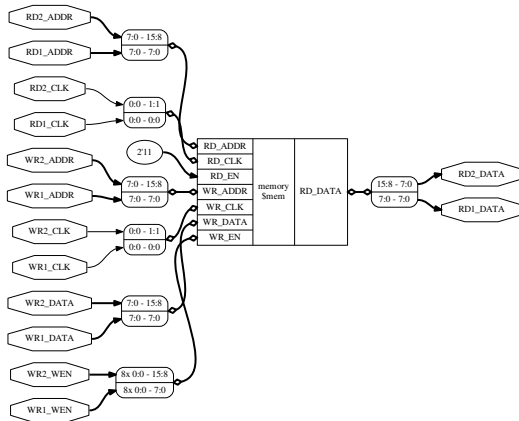 RD2_ADDR
RD1_ADDR
7:0 - 15:8
7:0 - 7:0
RD2_CLK
RD1_CLK
0:0 - 1:1
0:0 - 0:0
2'11
WR2_ADDR
WR1_ADDR
7:0 - 15:8
7:0 - 7:0
WR2_CLK
WR1_CLK
0:0 - 1:1
0:0 - 0:0
WR2_DATA
WR1_DATA
7:0 - 15:8
7:0 - 7:0
WR2_WEN
WR1_WEN
8x 0:0 - 15:8
8x 0:0 - 7:0
RD_ADDR
RD_CLK
RD_EN
WR_ADDR
WR_CLK
WR_DATA
WR_EN
memory
$mem
RD_DATA
15:8 - 7:0
7:0 - 7:0
RD2_DATA
RD1_DATA